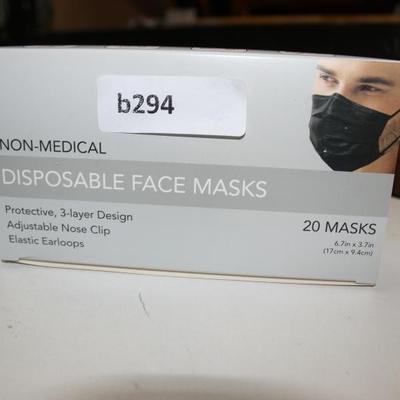 b294
NON-MEDICAL
DISPOSABLE FACE MASKS
Protective, 3-layer Design
Adjustable Nose Clip
Elastic Earloops
20 MASKS
6.7in x 3.7in
(17cm x 9.4cm)